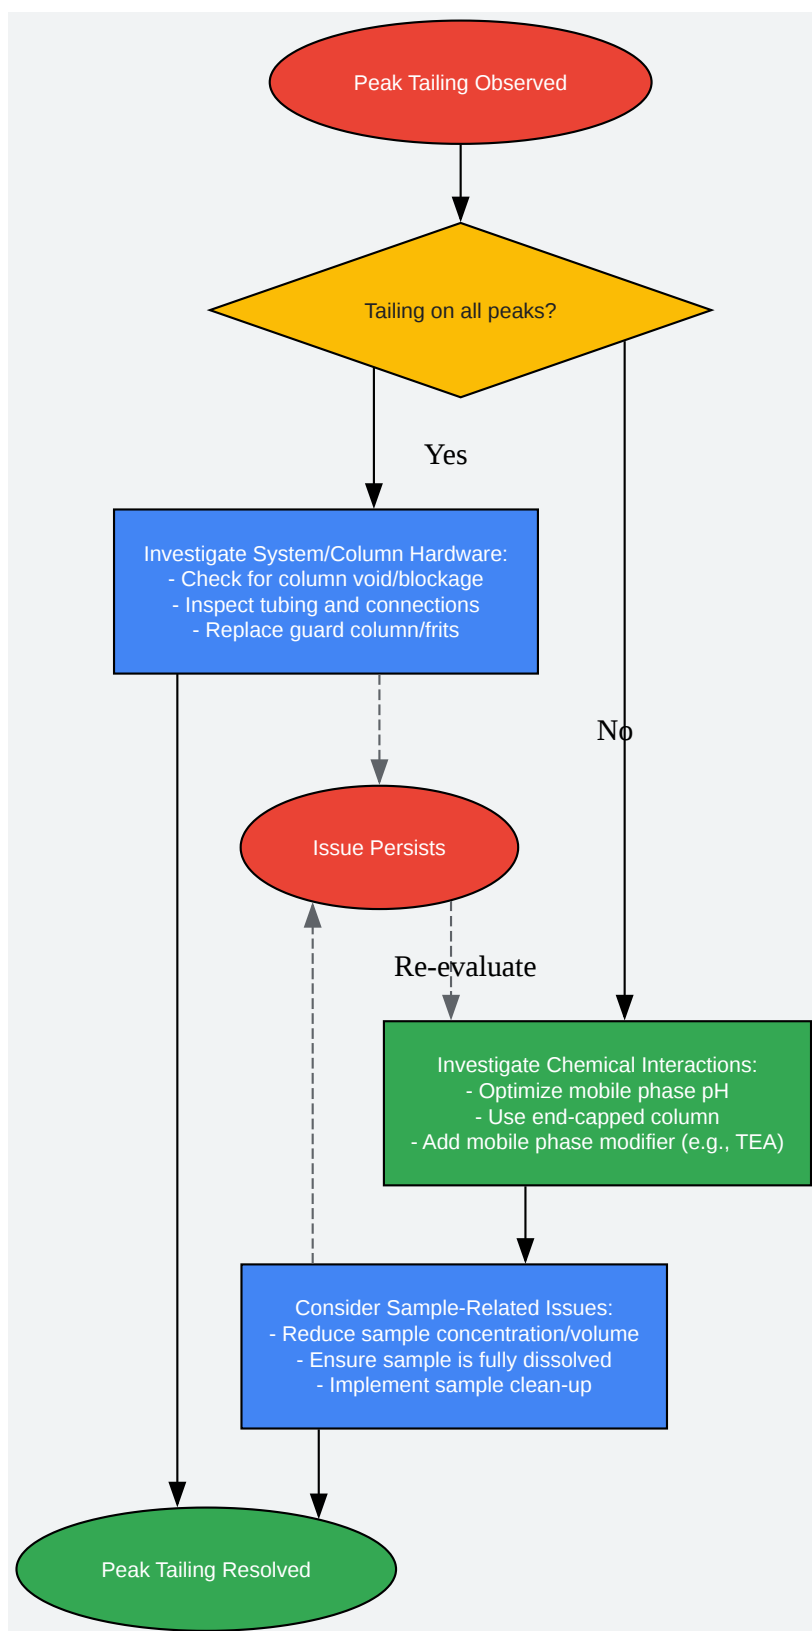 Peak Tailing Observed
Tailing on all peaks?
Yes
Investigate System/Column Hardware:
- Check for column void/blockage
- Inspect tubing and connections
- Replace guard column/frits
No
Issue Persists
Re-evaluate
Investigate Chemical Interactions:
- Optimize mobile phase pH
- Use end-capped column
- Add mobile phase modifier (e.g., TEA)
Consider Sample-Related Issues:
- Reduce sample concentration/volume
- Ensure sample is fully dissolved
- Implement sample clean-up
Peak Tailing Resolved